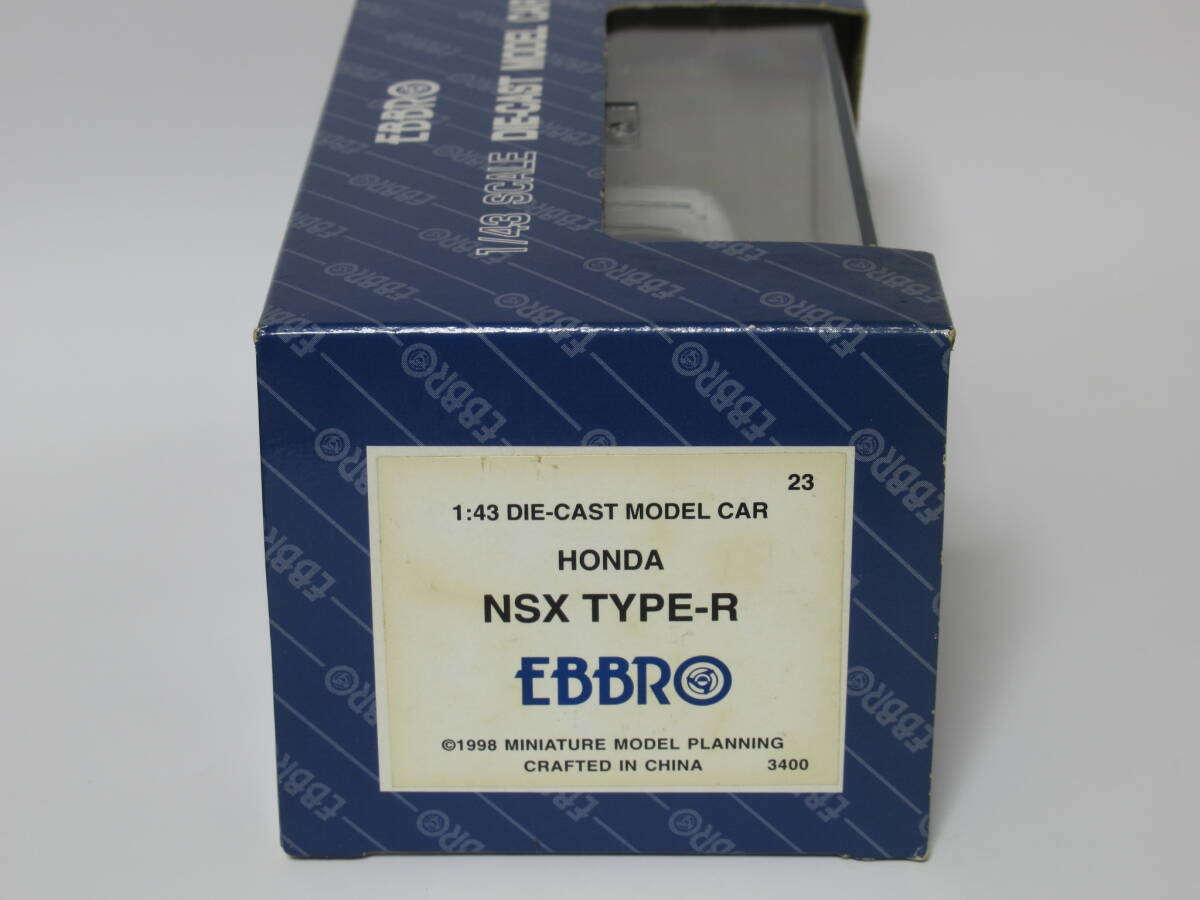 EBBRO
1/43 SCALE DIE-CAST MODEL CAR
23
1:43 DIE-CAST MODEL CAR
HONDA
NSX TYPE-R
EBBRO
©1998 MINIATURE MODEL PLANNING
CRAFTED IN CHINA 3400